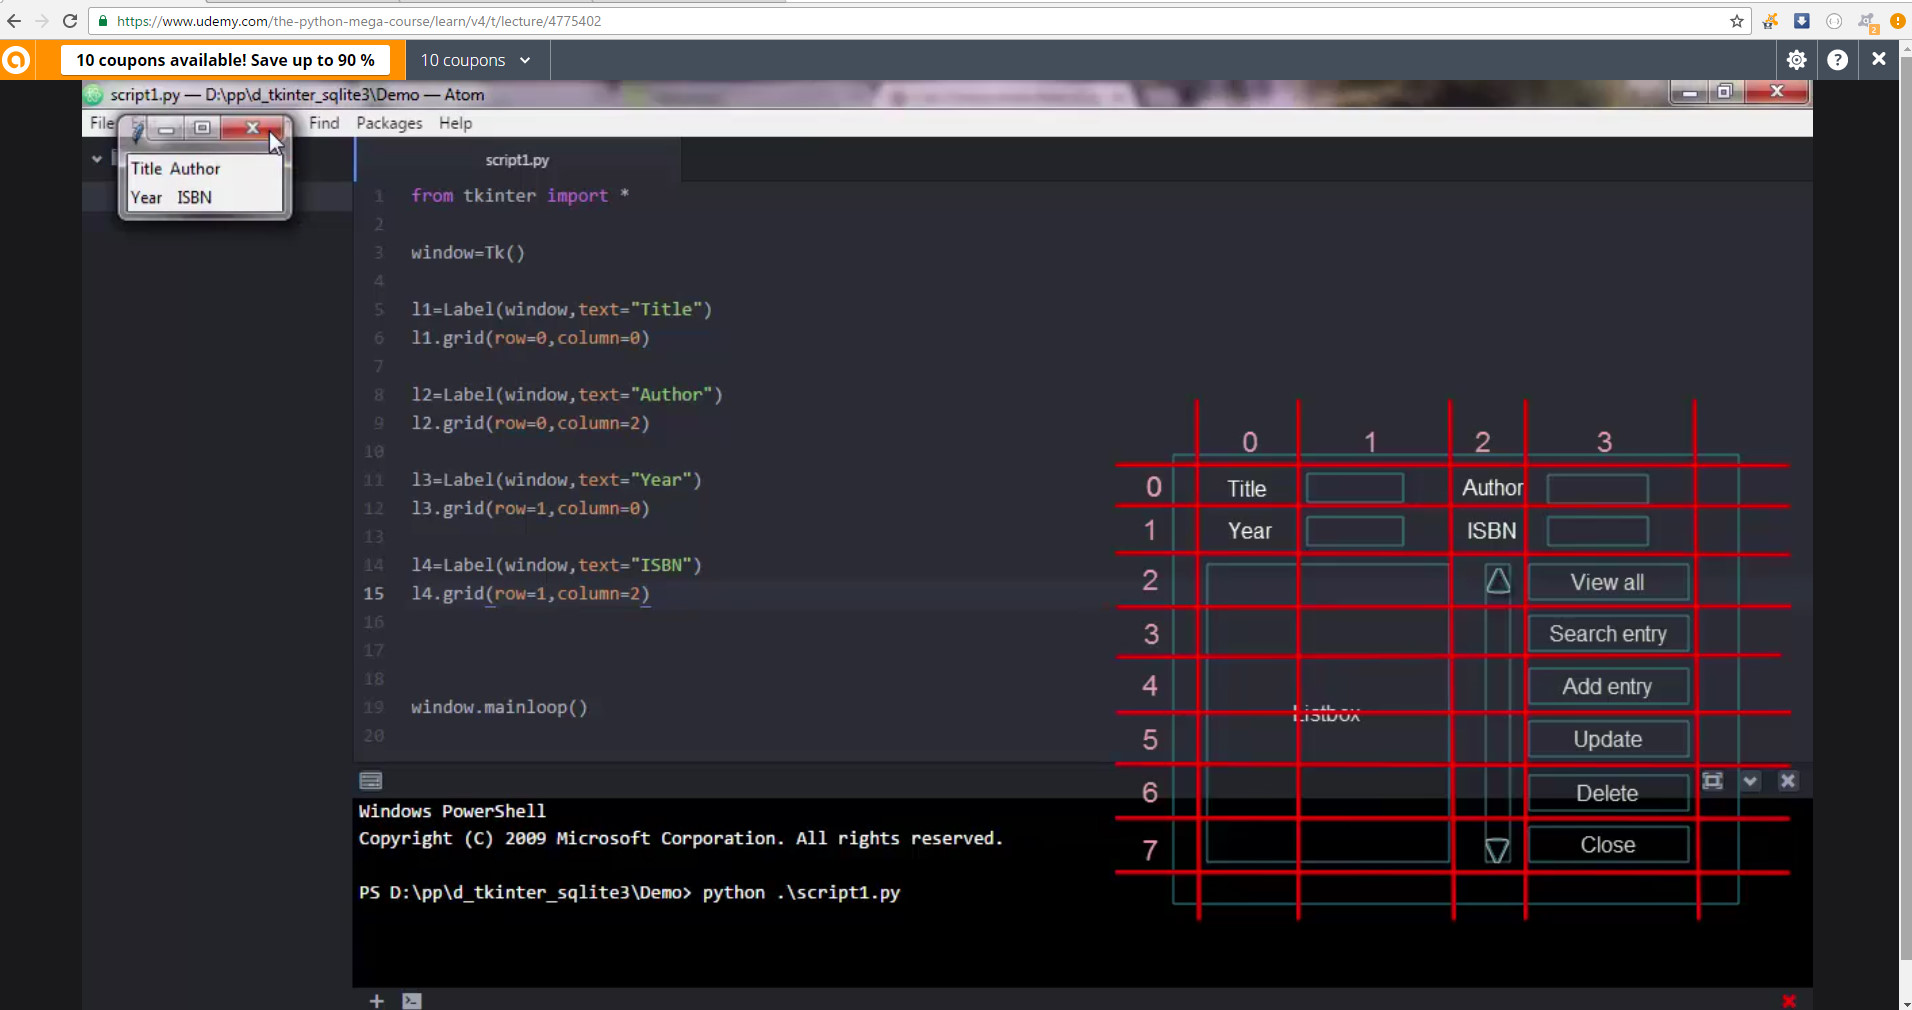 https://www.udemy.com/the-python-mega-course/learn/v4/t/lecture/4775402
2
10 coupons available! Save up to 90 %
10 coupons
script1.py — D:\pp\d_tkinter_sqlite3\Demo — Atom
File
Find Packages Help
Title Author
Year ISBN
script1.py
1 from tkinter import *
2
3 window=Tk()
4
5 l1=Label(window,text="Title")
6 l1.grid(row=0,column=0)
7
8 l2=Label(window,text="Author")
9 l2.grid(row=0,column=2)
10
11 l3=Label(window,text="Year")
12 l3.grid(row=1,column=0)
13
14 l4=Label(window,text="ISBN")
15 l4.grid(row=1,column=2)
16
17
18
19 window.mainloop()
20
0 1 2 3
0 Title Author
1 Year ISBN
2 View all
3 Search entry
4 Add entry
Listbox
5 Update
6 Delete
7 Close
Windows PowerShell
Copyright (C) 2009 Microsoft Corporation. All rights reserved.
PS D:\pp\d_tkinter_sqlite3\Demo> python .\script1.py